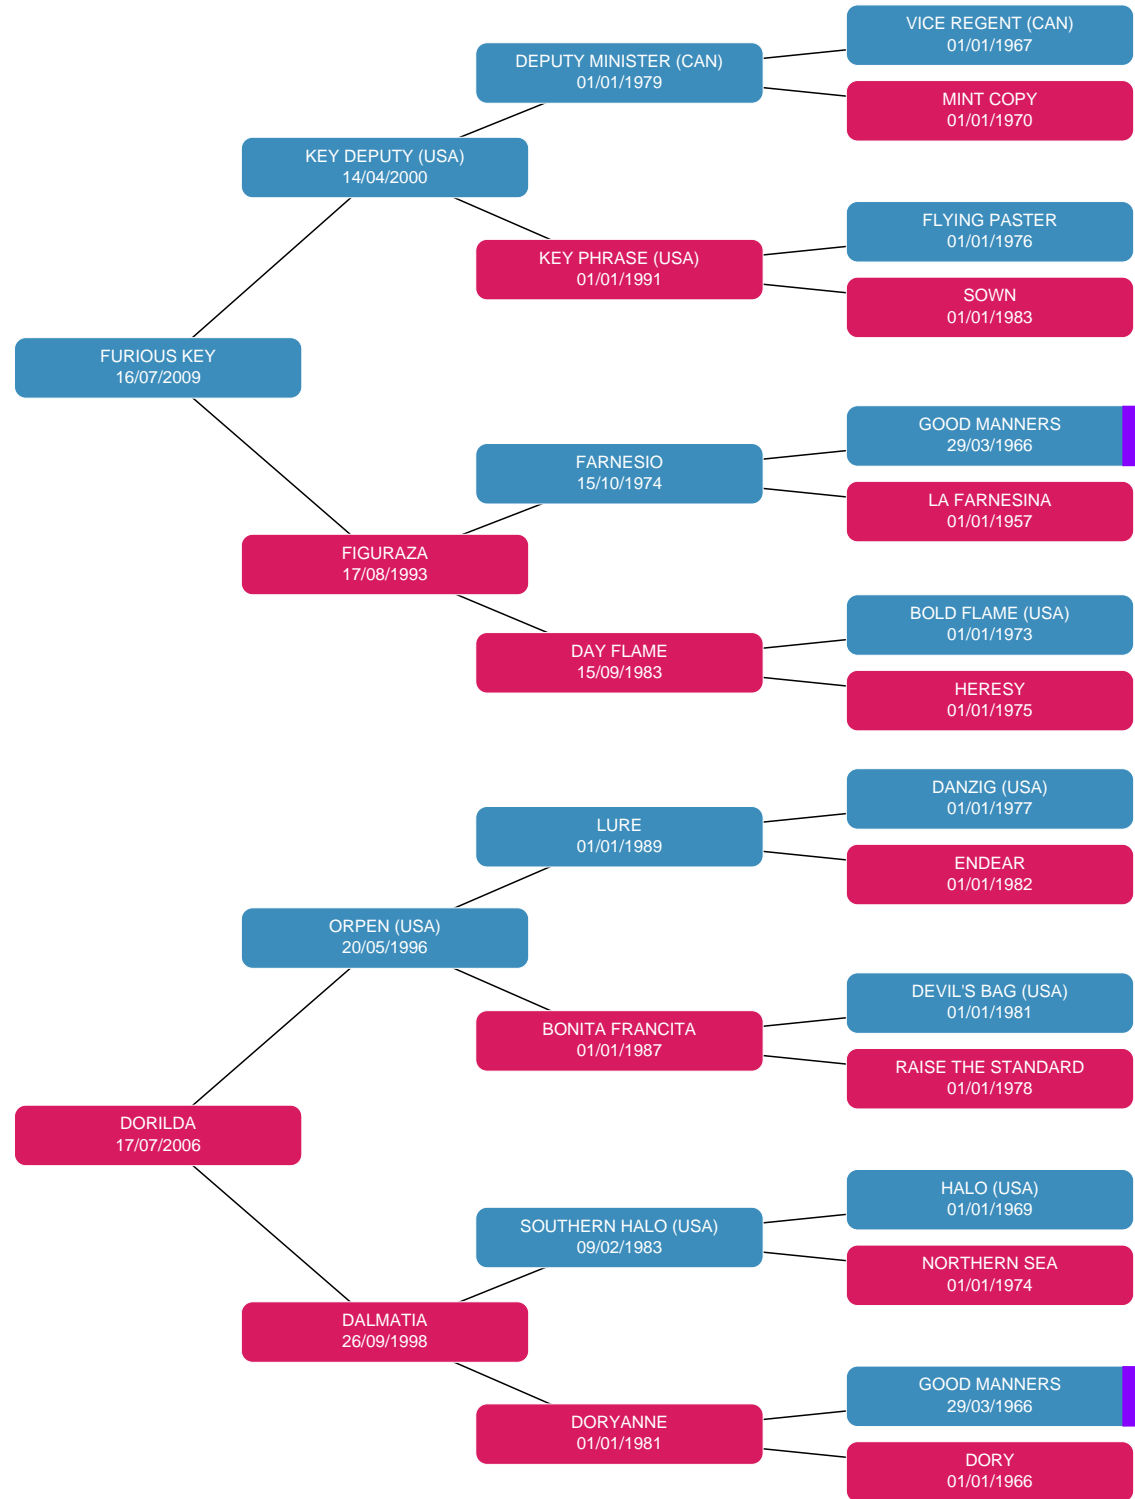 VICE REGENT (CAN)
01/01/1967
DEPUTY MINISTER (CAN)
01/01/1979
MINT COPY
01/01/1970
KEY DEPUTY (USA)
14/04/2000
FLYING PASTER
01/01/1976
KEY PHRASE (USA)
01/01/1991
SOWN
01/01/1983
FURIOUS KEY
16/07/2009
GOOD MANNERS
29/03/1966
FARNESIO
15/10/1974
LA FARNESINA
01/01/1957
FIGURAZA
17/08/1993
BOLD FLAME (USA)
01/01/1973
DAY FLAME
15/09/1983
HERESY
01/01/1975
DANZIG (USA)
01/01/1977
LURE
01/01/1989
ENDEAR
01/01/1982
ORPEN (USA)
20/05/1996
DEVIL'S BAG (USA)
01/01/1981
BONITA FRANCITA
01/01/1987
RAISE THE STANDARD
01/01/1978
DORILDA
17/07/2006
HALO (USA)
01/01/1969
SOUTHERN HALO (USA)
09/02/1983
NORTHERN SEA
01/01/1974
DALMATIA
26/09/1998
GOOD MANNERS
29/03/1966
DORYANNE
01/01/1981
DORY
01/01/1966